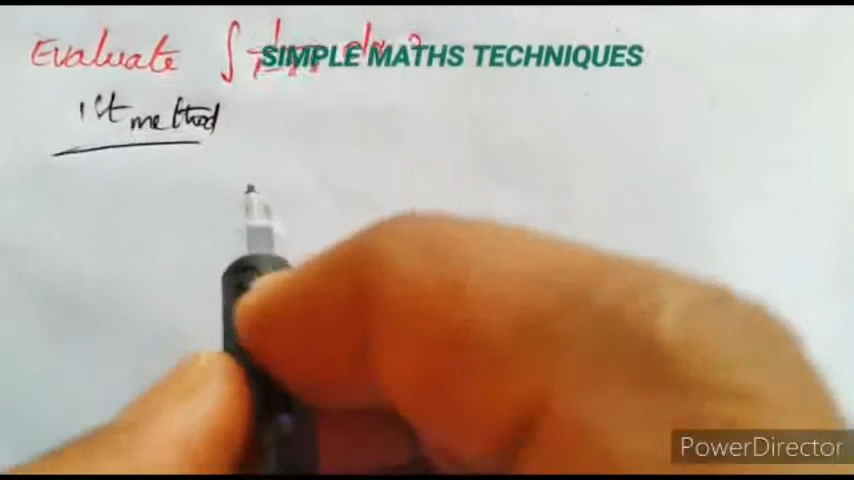 Evaluate ∫
SIMPLE MATHS TECHNIQUES
1st method
PowerDirector